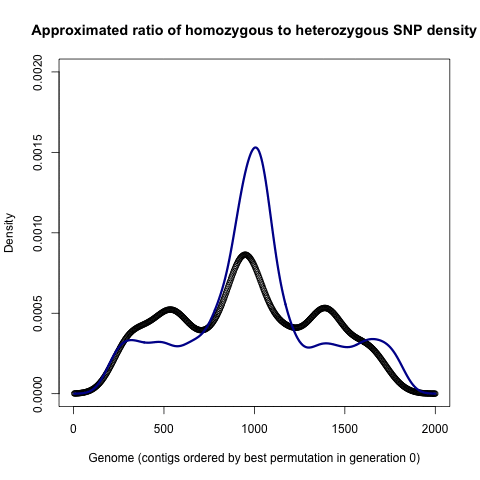 Approximated ratio of homozygous to heterozygous SNP density
0.0020
0.0015
0.0010
0.0005
0.0000
Density
0 500 1000 1500 2000
Genome (contigs ordered by best permutation in generation 0)